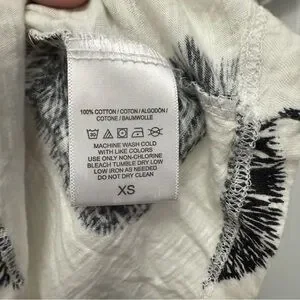 100% COTTON / COTON / ALGODÓN /
COTONE / BAUMWOLLE
MACHINE WASH COLD
WITH LIKE COLORS
USE ONLY NON-CHLORINE
BLEACH TUMBLE DRY LOW
LOW IRON AS NEEDED
DO NOT DRY CLEAN
XS